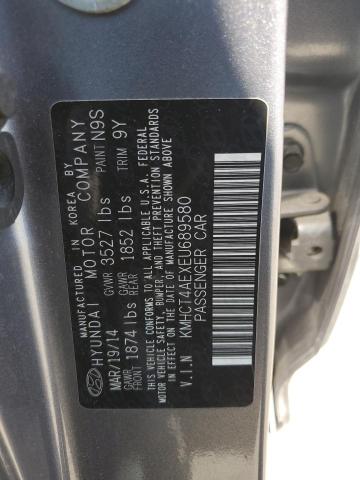 MANUFACTURED IN KOREA BY
HYUNDAI MOTOR COMPANY
MAR/19/14 GVWR 3527 lbs PAINT N9S
GAWR FRONT 1874 lbs GAWR REAR 1852 lbs TRIM 9Y
THIS VEHICLE CONFORMS TO ALL APPLICABLE U.S.A. FEDERAL
MOTOR VEHICLE SAFETY, BUMPER, AND THEFT PREVENTION STANDARDS
IN EFFECT ON THE DATE OF MANUFACTURE SHOWN ABOVE.
V.I.N KMHCT4AEXEU689580
PASSENGER CAR